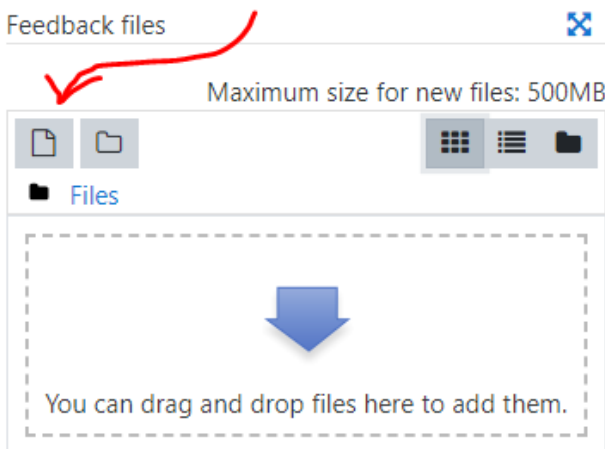 Feedback files
Maximum size for new files: 500MB
Files
You can drag and drop files here to add them.